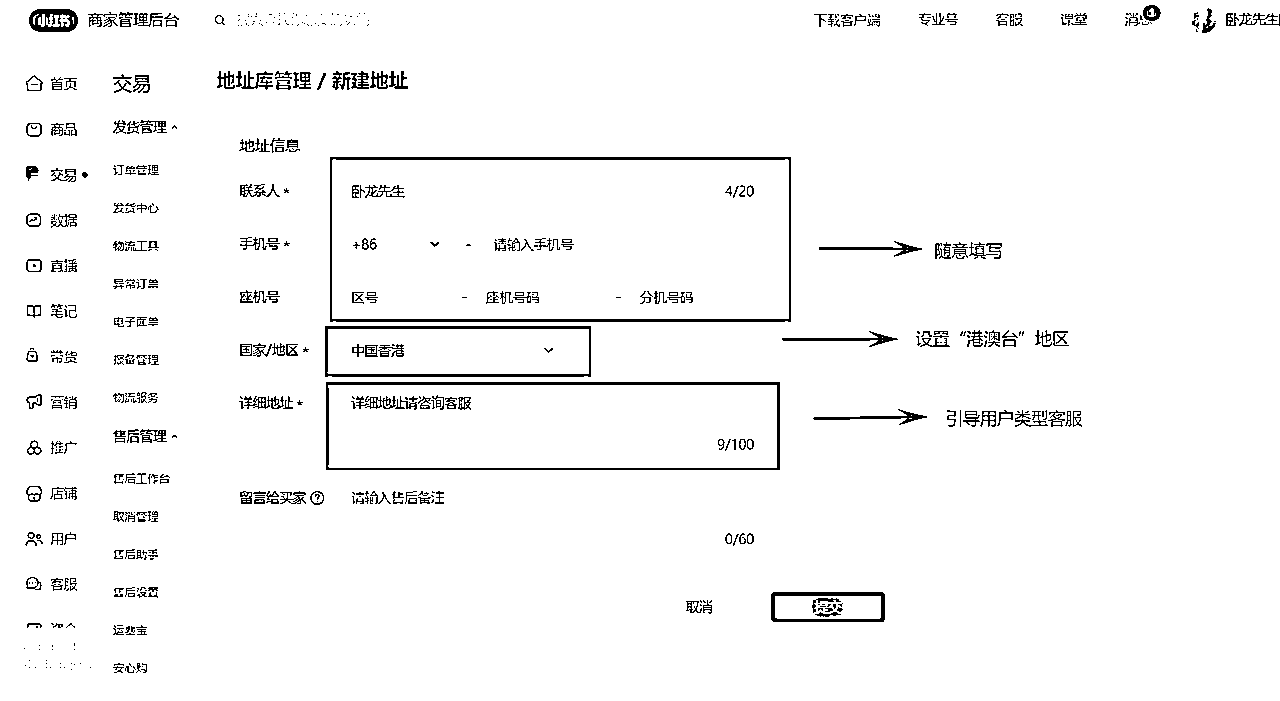 小红书 商家管理后台 下载客户端 专业号 客服 课堂 消息 卧龙先生
首页
商品
交易
数据
直播
笔记
带货
营销
推广
店铺
用户
客服
交易
发货管理
订单管理
发货中心
物流工具
异常订单
电子面单
报备管理
物流服务
售后管理
售后工作台
取消管理
售后助手
售后设置
运费宝
安心购
地址库管理 / 新建地址
地址信息
联系人 * 卧龙先生 4/20
手机号 * +86 - 请输入手机号
座机号 区号 - 座机号码 - 分机号码
随意填写
国家/地区 * 中国香港
设置“港澳台”地区
详细地址 * 详细地址请咨询客服
9/100
引导用户类型客服
留言给买家 ? 请输入售后备注
0/60
取消 提交